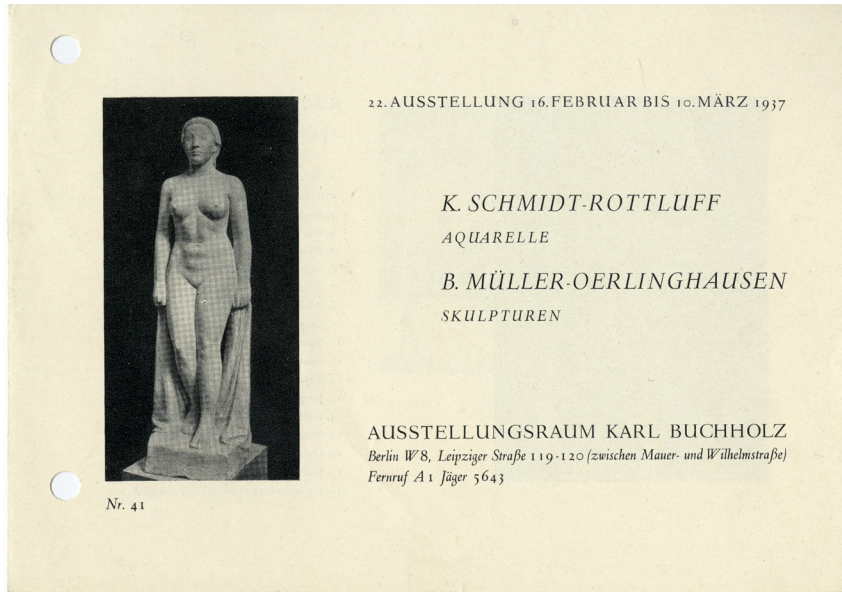 22. AUSSTELLUNG 16. FEBRUAR BIS 10. MÄRZ 1937
K. SCHMIDT-ROTTLUFF
AQUARELLE
B. MÜLLER-OERLINGHAUSEN
SKULPTUREN
AUSSTELLUNGSRAUM KARL BUCHHOLZ
Berlin W 8, Leipziger Straße 119-120 (zwischen Mauer- und Wilhelmstraße)
Fernruf A 1 Jäger 5643
Nr. 41